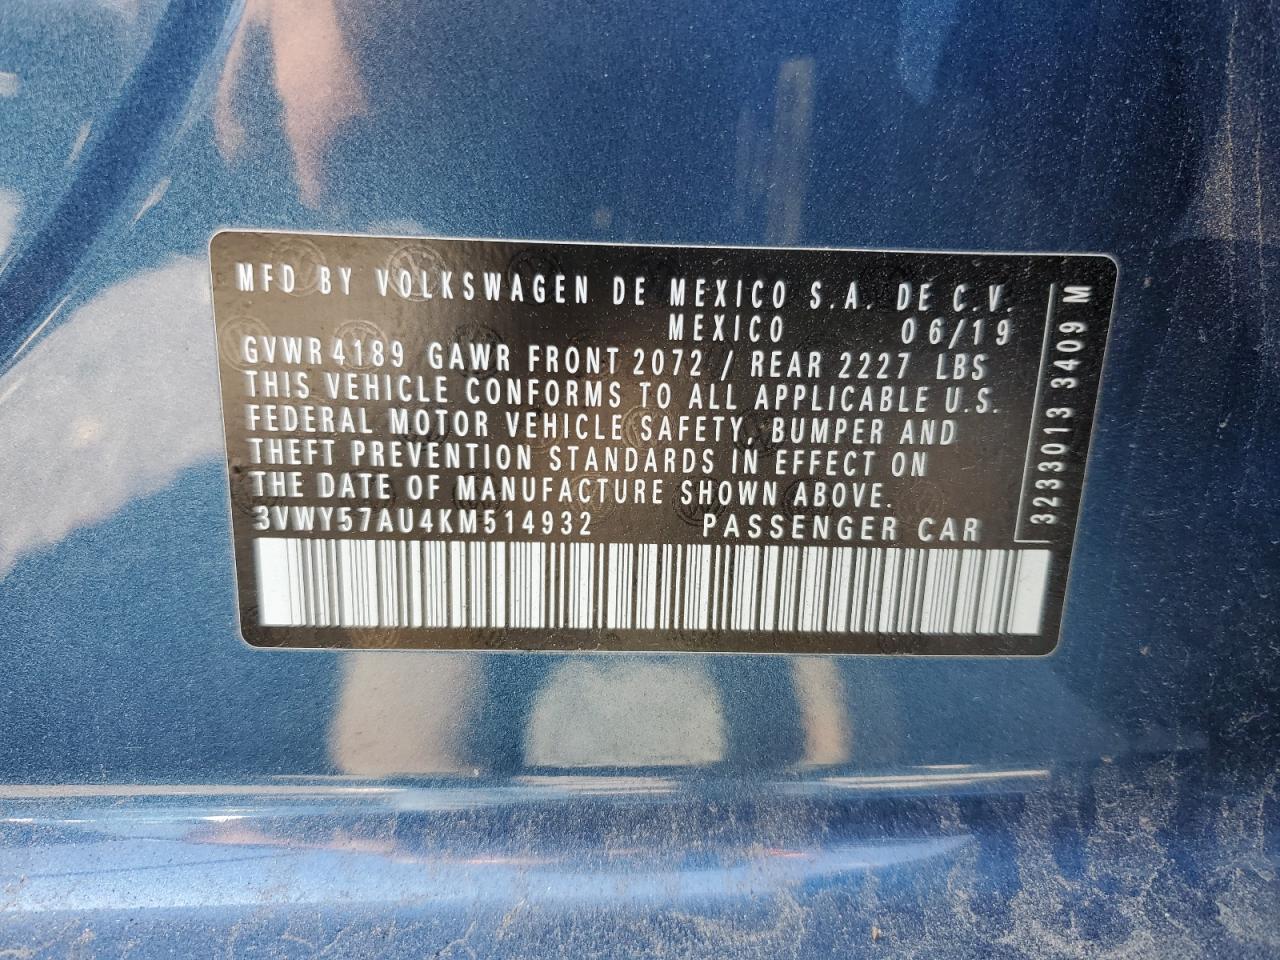 MFD BY VOLKSWAGEN DE MEXICO S.A. DE C.V.
MEXICO 06/19
GVWR 4189 GAWR FRONT 2072 / REAR 2227 LBS
THIS VEHICLE CONFORMS TO ALL APPLICABLE U.S.
FEDERAL MOTOR VEHICLE SAFETY, BUMPER AND
THEFT PREVENTION STANDARDS IN EFFECT ON
THE DATE OF MANUFACTURE SHOWN ABOVE.
3VWY57AU4KM514932 PASSENGER CAR
3233013 3409 M